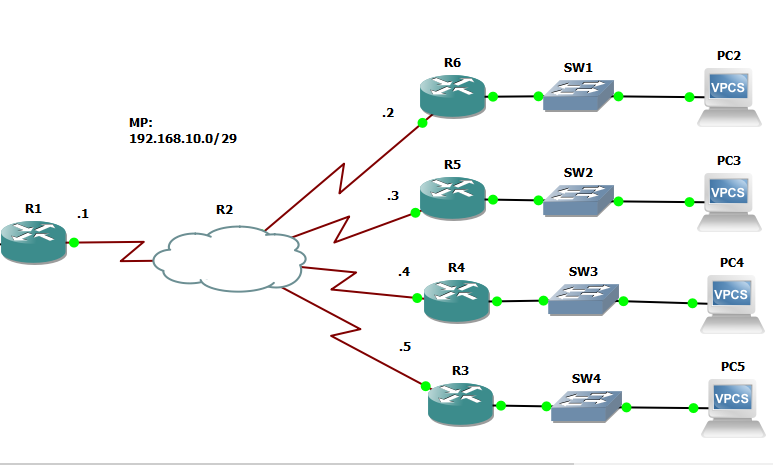 PC2
R6
SW1
VPCS
.2
MP:
192.168.10.0/29
PC3
R5
SW2
VPCS
.3
R1
.1
R2
PC4
.4
R4
SW3
VPCS
.5
PC5
R3
SW4
VPCS